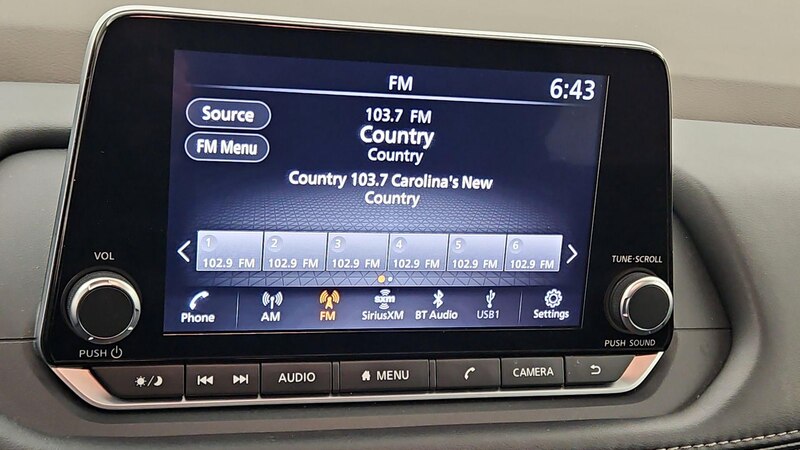 FM
6:43
Source
103.7 FM
Country
FM Menu
Country
Country 103.7 Carolina's New
Country
1 2 3 4 5 6
102.9 FM 102.9 FM 102.9 FM 102.9 FM 102.9 FM 102.9 FM
VOL
TUNE·SCROLL
Phone AM FM sxm SiriusXM BT Audio USB1 Settings
PUSH
PUSH SOUND
AUDIO MENU CAMERA